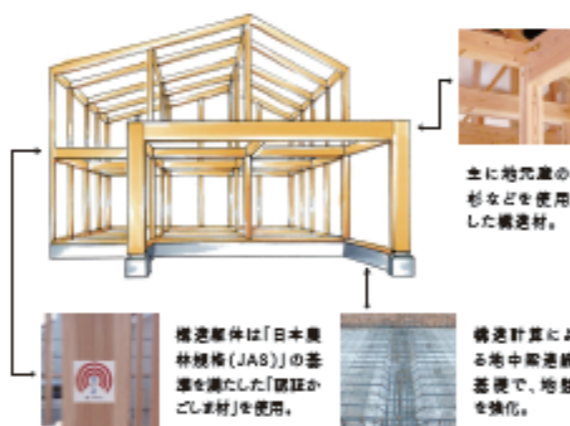 主に地元産の
杉などを使用
した構造材。
構造躯体は「日本農
林規格(JAS)」の基
準を満たした「認証か
ごしま材」を使用。
構造計算によ
る地中梁連続
基礎で、地盤
を強化。